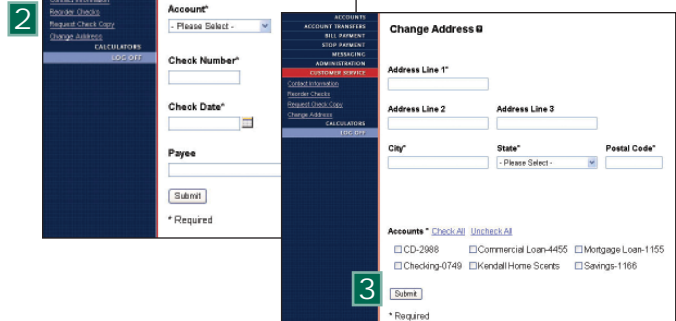 Contact Information
Reorder Checks
Request Check Copy
Change Address
CALCULATORS
LOG OFF
2
Account*
- Please Select -
Check Number*
Check Date*
Payee
Submit
* Required
ACCOUNTS
ACCOUNT TRANSFERS
BILL PAYMENT
STOP PAYMENT
MESSAGING
ADMINISTRATION
CUSTOMER SERVICE
Contact Information
Reorder Checks
Request Check Copy
Change Address
CALCULATORS
LOG OFF
Change Address
Address Line 1*
Address Line 2 Address Line 3
City* State* Postal Code*
- Please Select -
Accounts * Check All Uncheck All
CD-2988 Commercial Loan-4455 Mortgage Loan-1155
Checking-0749 Kendall Home Scents Savings-1166
3
Submit
* Required